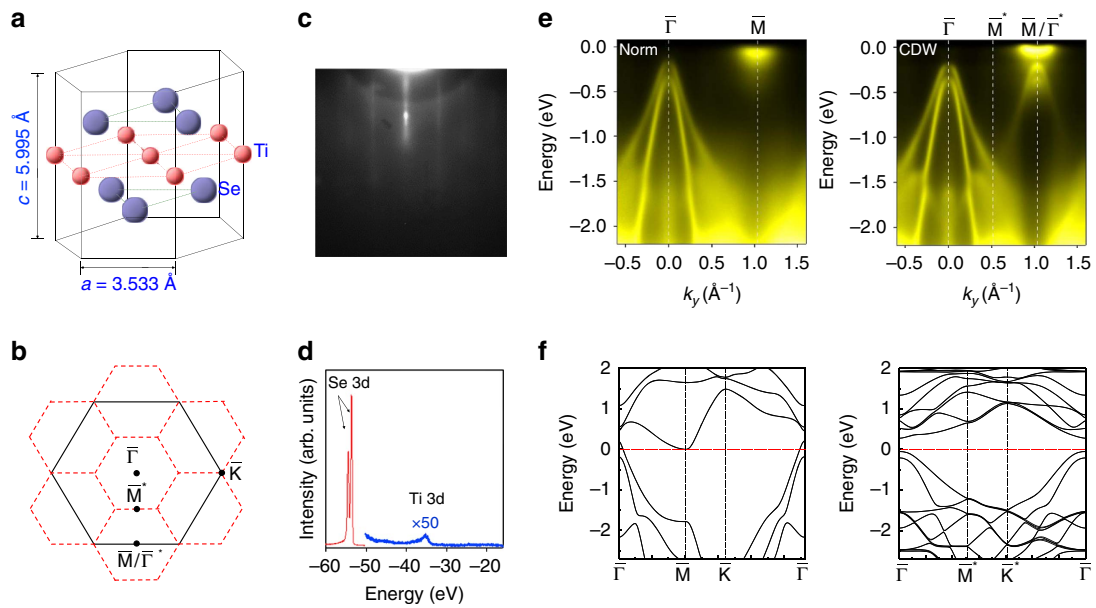 a
c = 5.995 Å
Ti
Se
a = 3.533 Å
b
Γ̅
M̅*
M̅/Γ̅*
K̅
c
d
Se 3d
Ti 3d
×50
Intensity (arb. units)
−60 −50 −40 −30 −20
Energy (eV)
e
Γ̅ M̅
Norm
0.0
−0.5
−1.0
−1.5
−2.0
Energy (eV)
−0.5 0.0 0.5 1.0 1.5
ky (Å−1)
Γ̅ M̅* M̅/Γ̅*
CDW
0.0
−0.5
−1.0
−1.5
−2.0
Energy (eV)
−0.5 0.0 0.5 1.0 1.5
ky (Å−1)
f
2
1
0
−1
−2
Energy (eV)
Γ̅ M̅ K̅ Γ̅
2
1
0
−1
−2
Energy (eV)
Γ̅ M̅* K̅* Γ̅